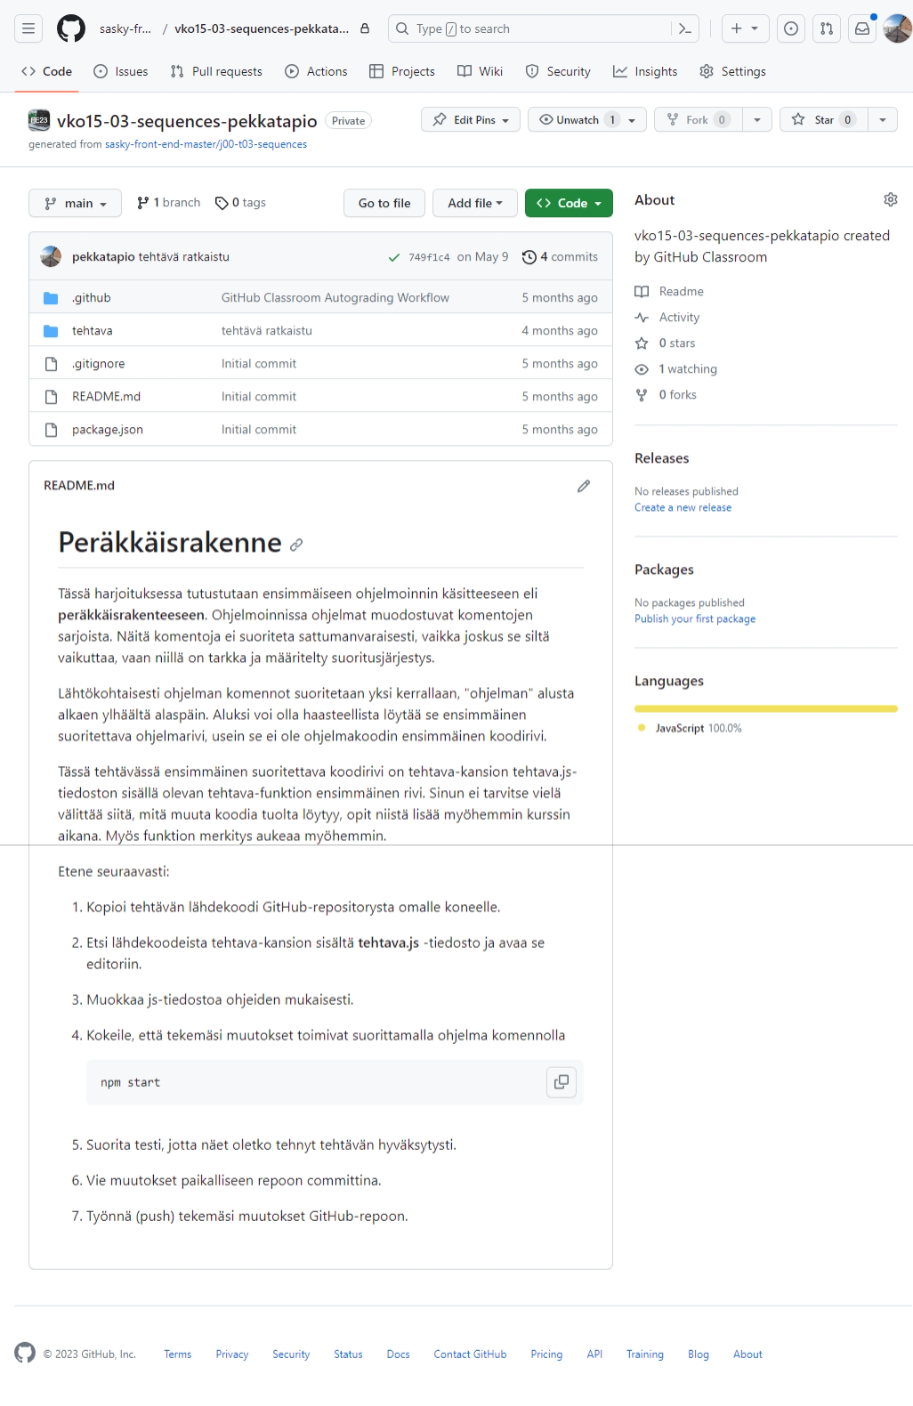 sasky-fr... / vko15-03-sequences-pekkata...
Type / to search
Code Issues Pull requests Actions Projects Wiki Security Insights Settings
vko15-03-sequences-pekkatapio Private
Edit Pins Unwatch 1 Fork 0 Star 0
generated from sasky-front-end-master/j00-t03-sequences
main 1 branch 0 tags Go to file Add file Code
pekkatapio tehtävä ratkaistu 749f1c4 on May 9 4 commits
.github GitHub Classroom Autograding Workflow 5 months ago
tehtava tehtävä ratkaistu 4 months ago
.gitignore Initial commit 5 months ago
README.md Initial commit 5 months ago
package.json Initial commit 5 months ago
README.md
Peräkkäisrakenne
Tässä harjoituksessa tutustutaan ensimmäiseen ohjelmoinnin käsitteeseen eli
peräkkäisrakenteeseen. Ohjelmoinnissa ohjelmat muodostuvat komentojen
sarjoista. Näitä komentoja ei suoriteta sattumanvaraisesti, vaikka joskus se siltä
vaikuttaa, vaan niillä on tarkka ja määritelty suoritusjärjestys.
Lähtökohtaisesti ohjelman komennot suoritetaan yksi kerrallaan, "ohjelman" alusta
alkaen ylhäältä alaspäin. Aluksi voi olla haasteellista löytää se ensimmäinen
suoritettava ohjelmarivi, usein se ei ole ohjelmakoodin ensimmäinen koodirivi.
Tässä tehtävässä ensimmäinen suoritettava koodirivi on tehtava-kansion tehtava.js-
tiedoston sisällä olevan tehtava-funktion ensimmäinen rivi. Sinun ei tarvitse vielä
välittää siitä, mitä muuta koodia tuolta löytyy, opit niistä lisää myöhemmin kurssin
aikana. Myös funktion merkitys aukeaa myöhemmin.
Etene seuraavasti:
1. Kopioi tehtävän lähdekoodi GitHub-repositorysta omalle koneelle.
2. Etsi lähdekoodeista tehtava-kansion sisältä tehtava.js -tiedosto ja avaa se
editoriin.
3. Muokkaa js-tiedostoa ohjeiden mukaisesti.
4. Kokeile, että tekemäsi muutokset toimivat suorittamalla ohjelma komennolla
npm start
5. Suorita testi, jotta näet oletko tehnyt tehtävän hyväksytysti.
6. Vie muutokset paikalliseen repoon committina.
7. Työnnä (push) tekemäsi muutokset GitHub-repoon.
About
vko15-03-sequences-pekkatapio created
by GitHub Classroom
Readme
Activity
0 stars
1 watching
0 forks
Releases
No releases published
Create a new release
Packages
No packages published
Publish your first package
Languages
JavaScript 100.0%
© 2023 GitHub, Inc. Terms Privacy Security Status Docs Contact GitHub Pricing API Training Blog About